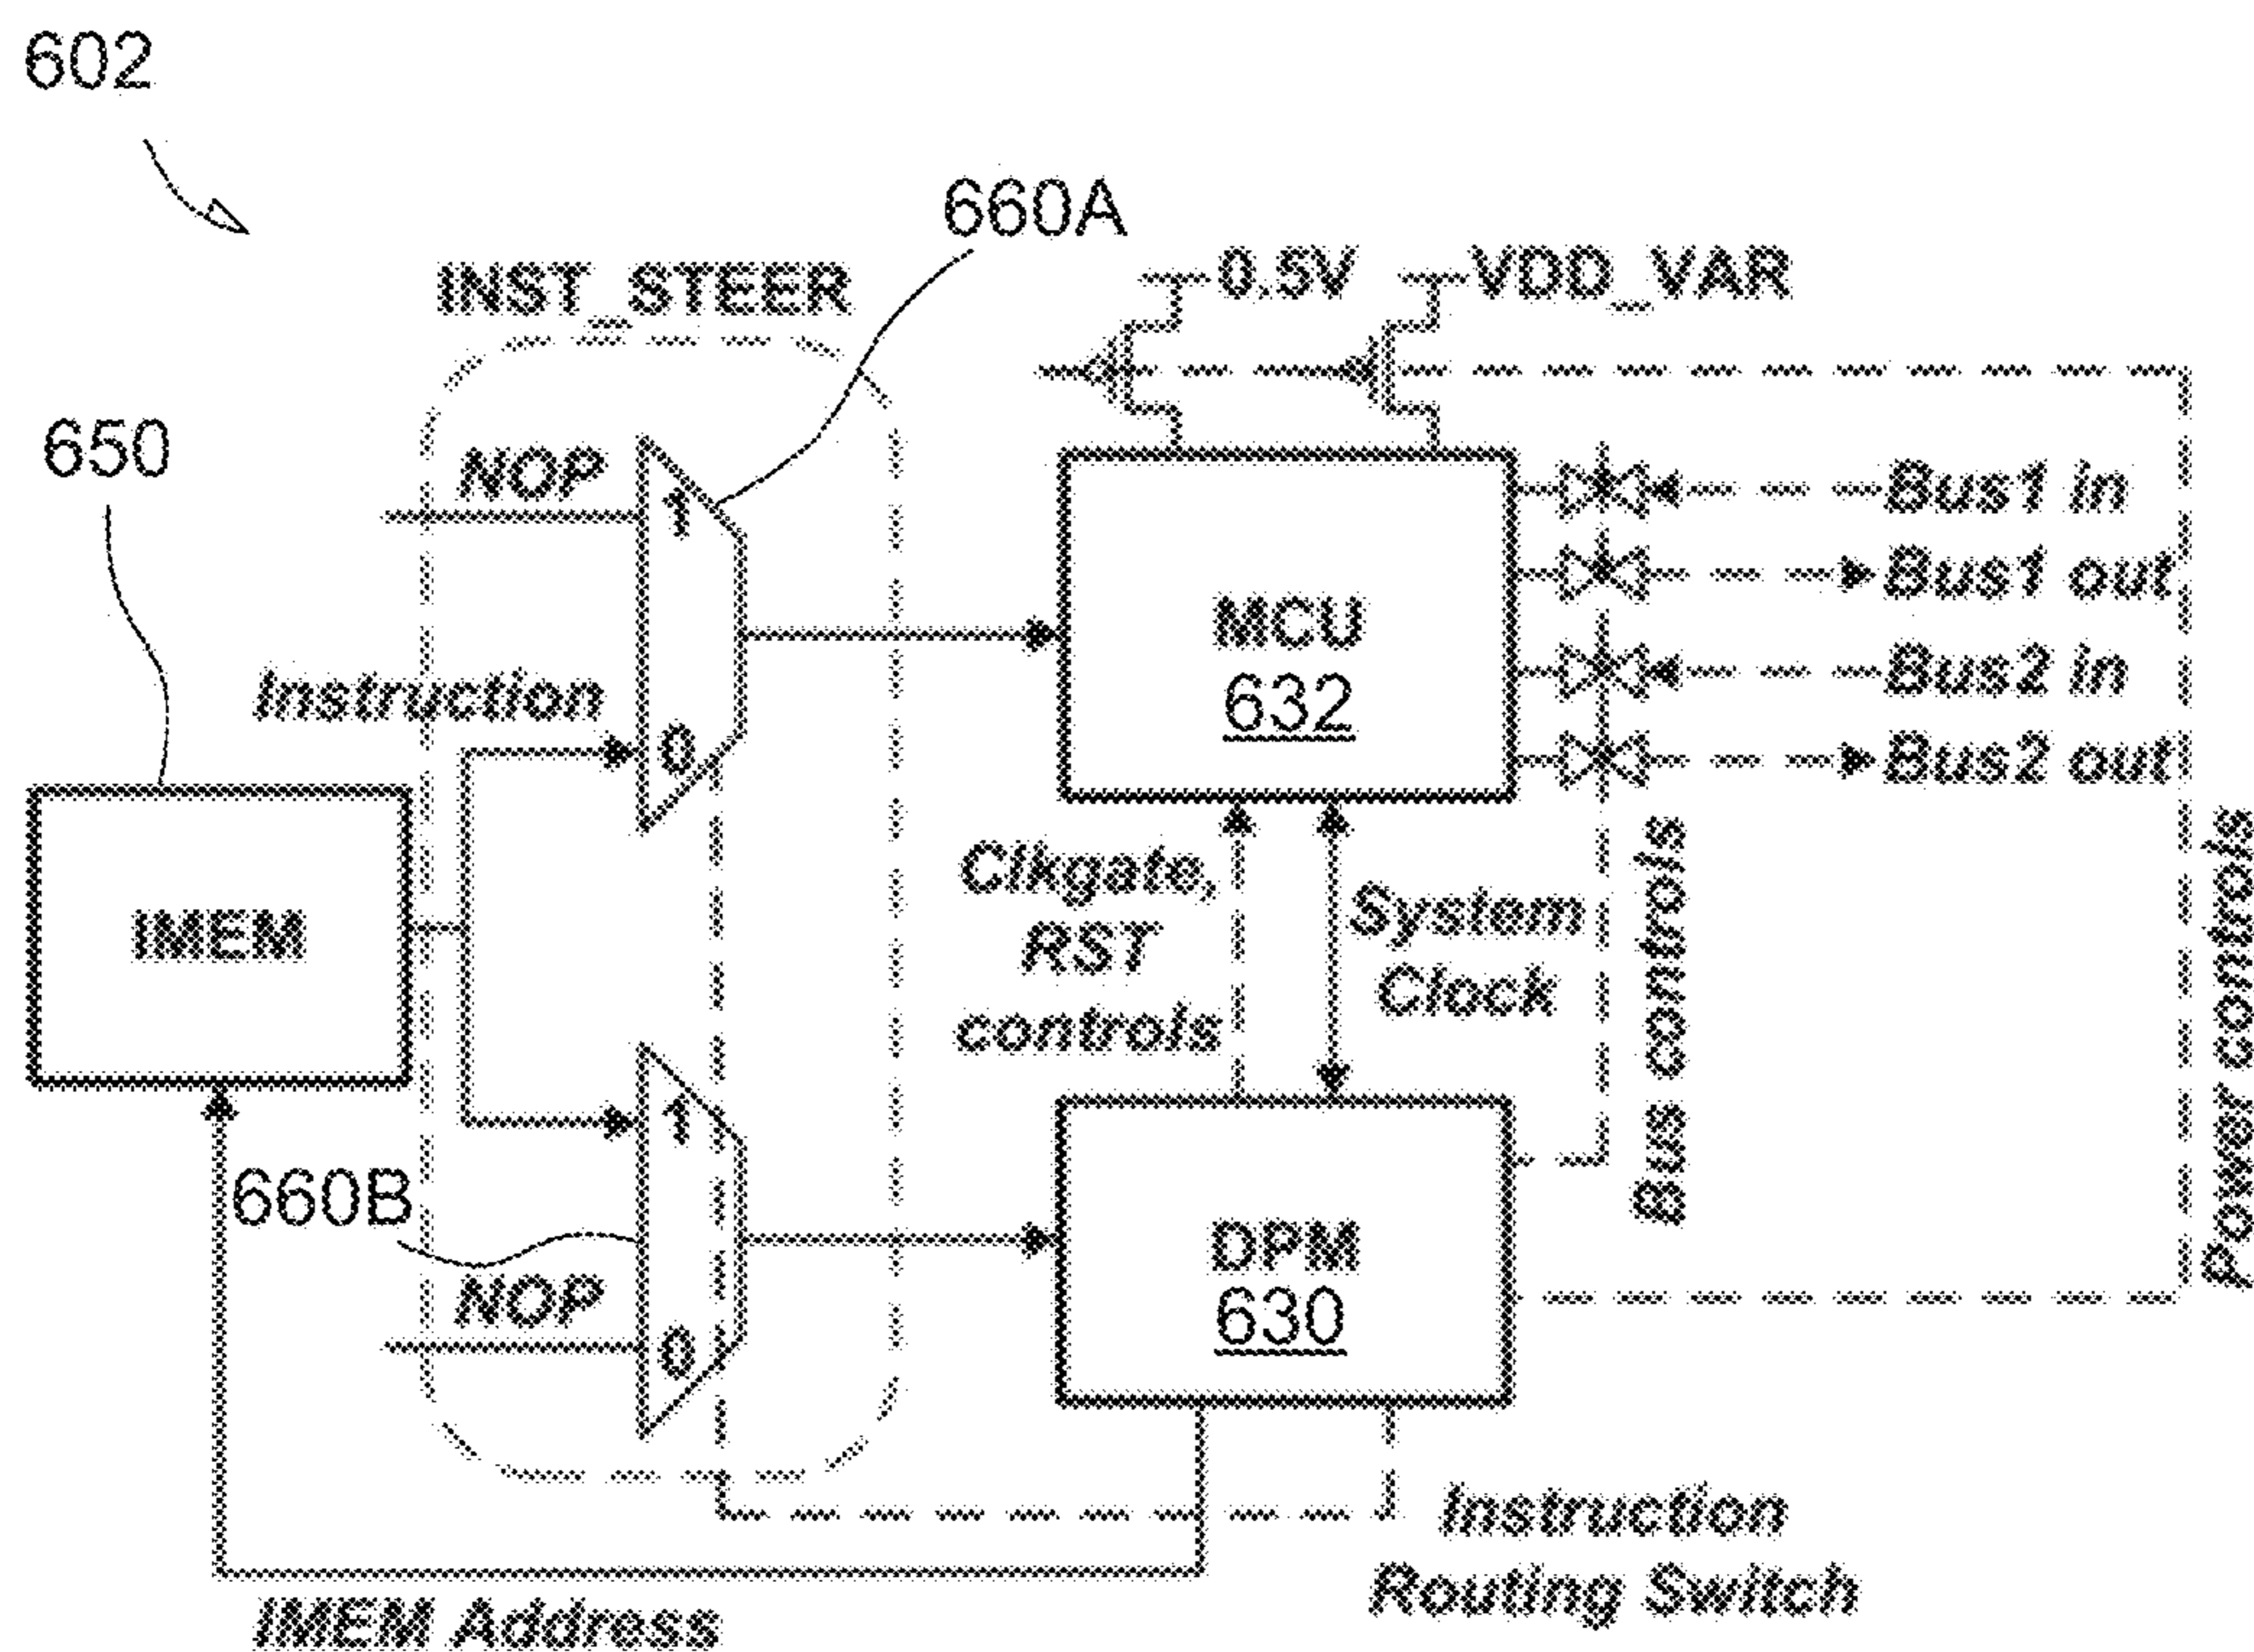 602
660A
INST_STEER
0.5V
VDD_VAR
650
NOP
1
Bus1 in
Bus1 out
MCU
632
Instruction
0
Bus2 in
Bus2 out
IMEM
Clkgate,
RST
controls
System
Clock
Bus controls
Power controls
1
660B
NOP
0
DPM
630
Instruction
Routing Switch
IMEM Address